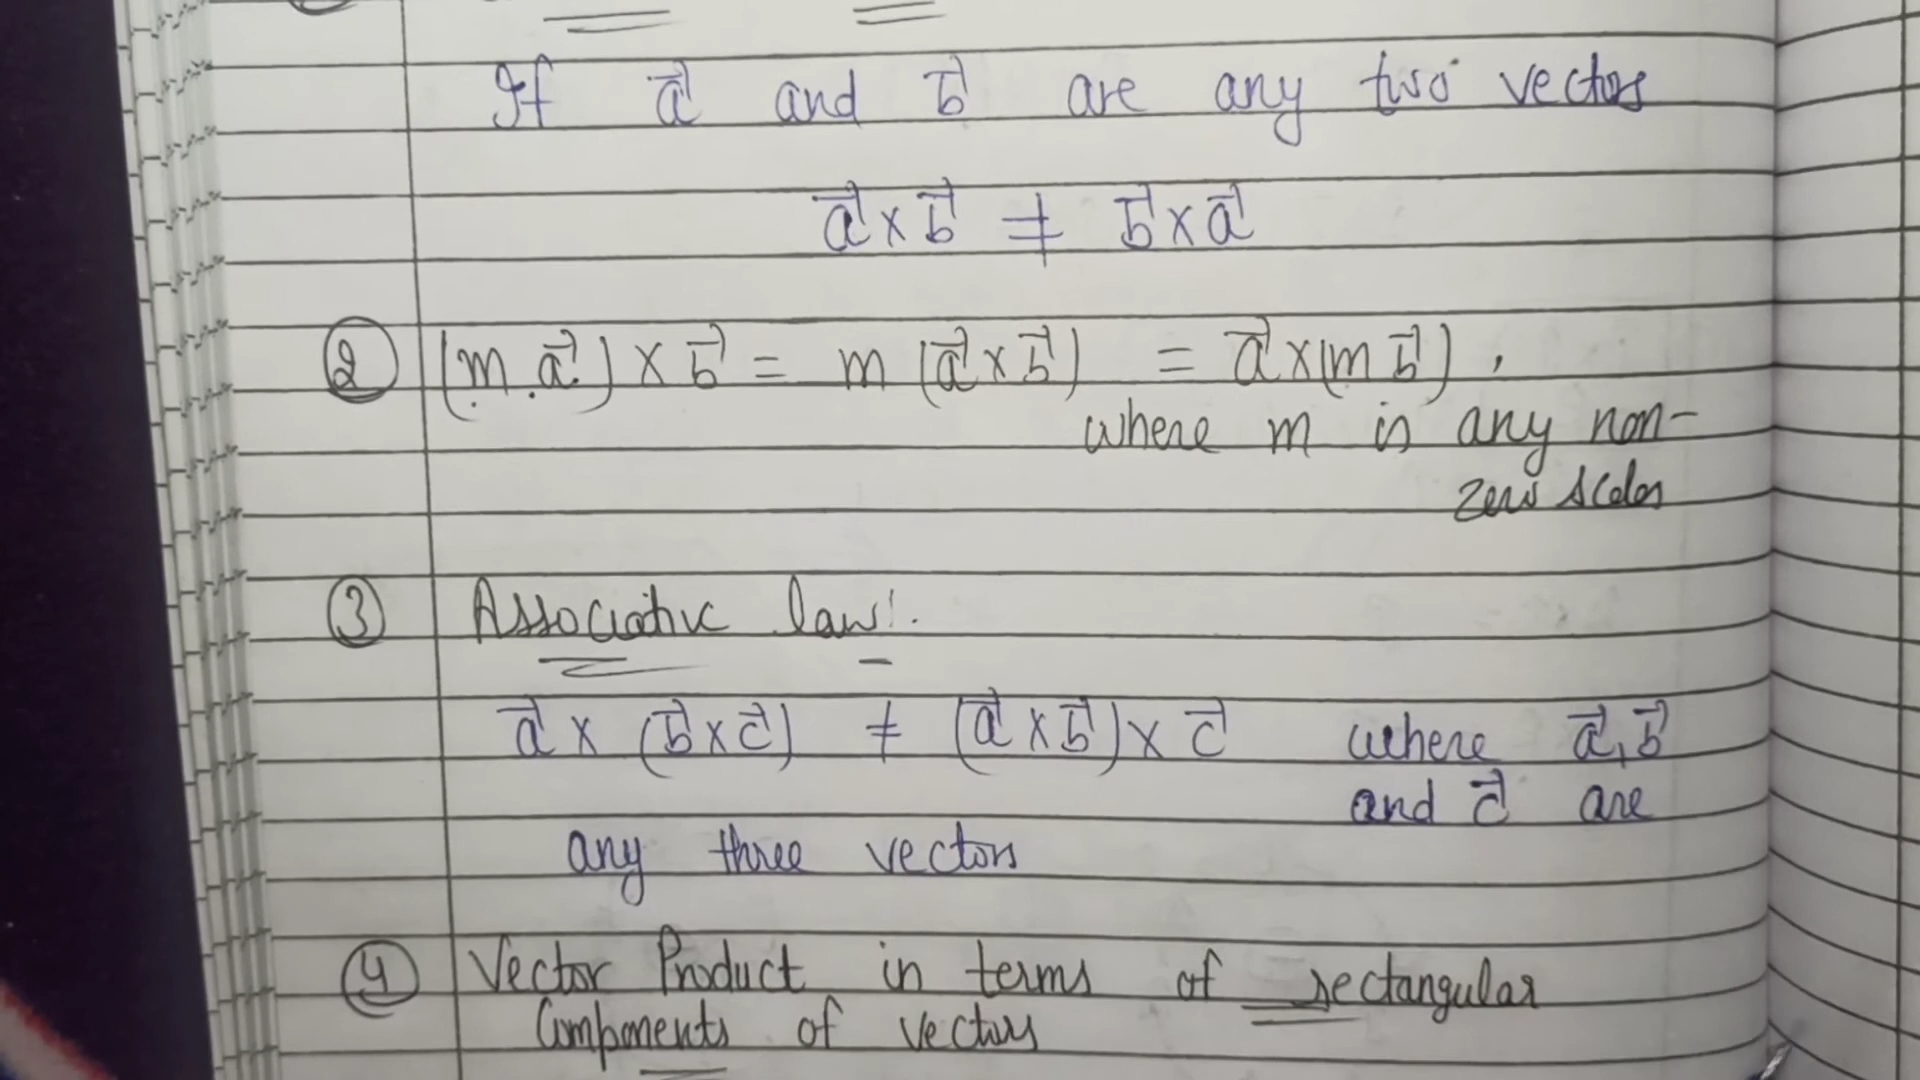 If a⃗ and b⃗ are any two vectors
a⃗ × b⃗ ≠ b⃗ × a⃗
② (m a⃗) × b⃗ = m (a⃗ × b⃗) = a⃗ × (m b⃗) ,
where m is any non-
zero scalar
③ Associative law:
a⃗ × (b⃗ × c⃗) ≠ (a⃗ × b⃗) × c⃗ where a⃗, b⃗
and c⃗ are
any three vectors
④ Vector Product in terms of rectangular
Components of vectors